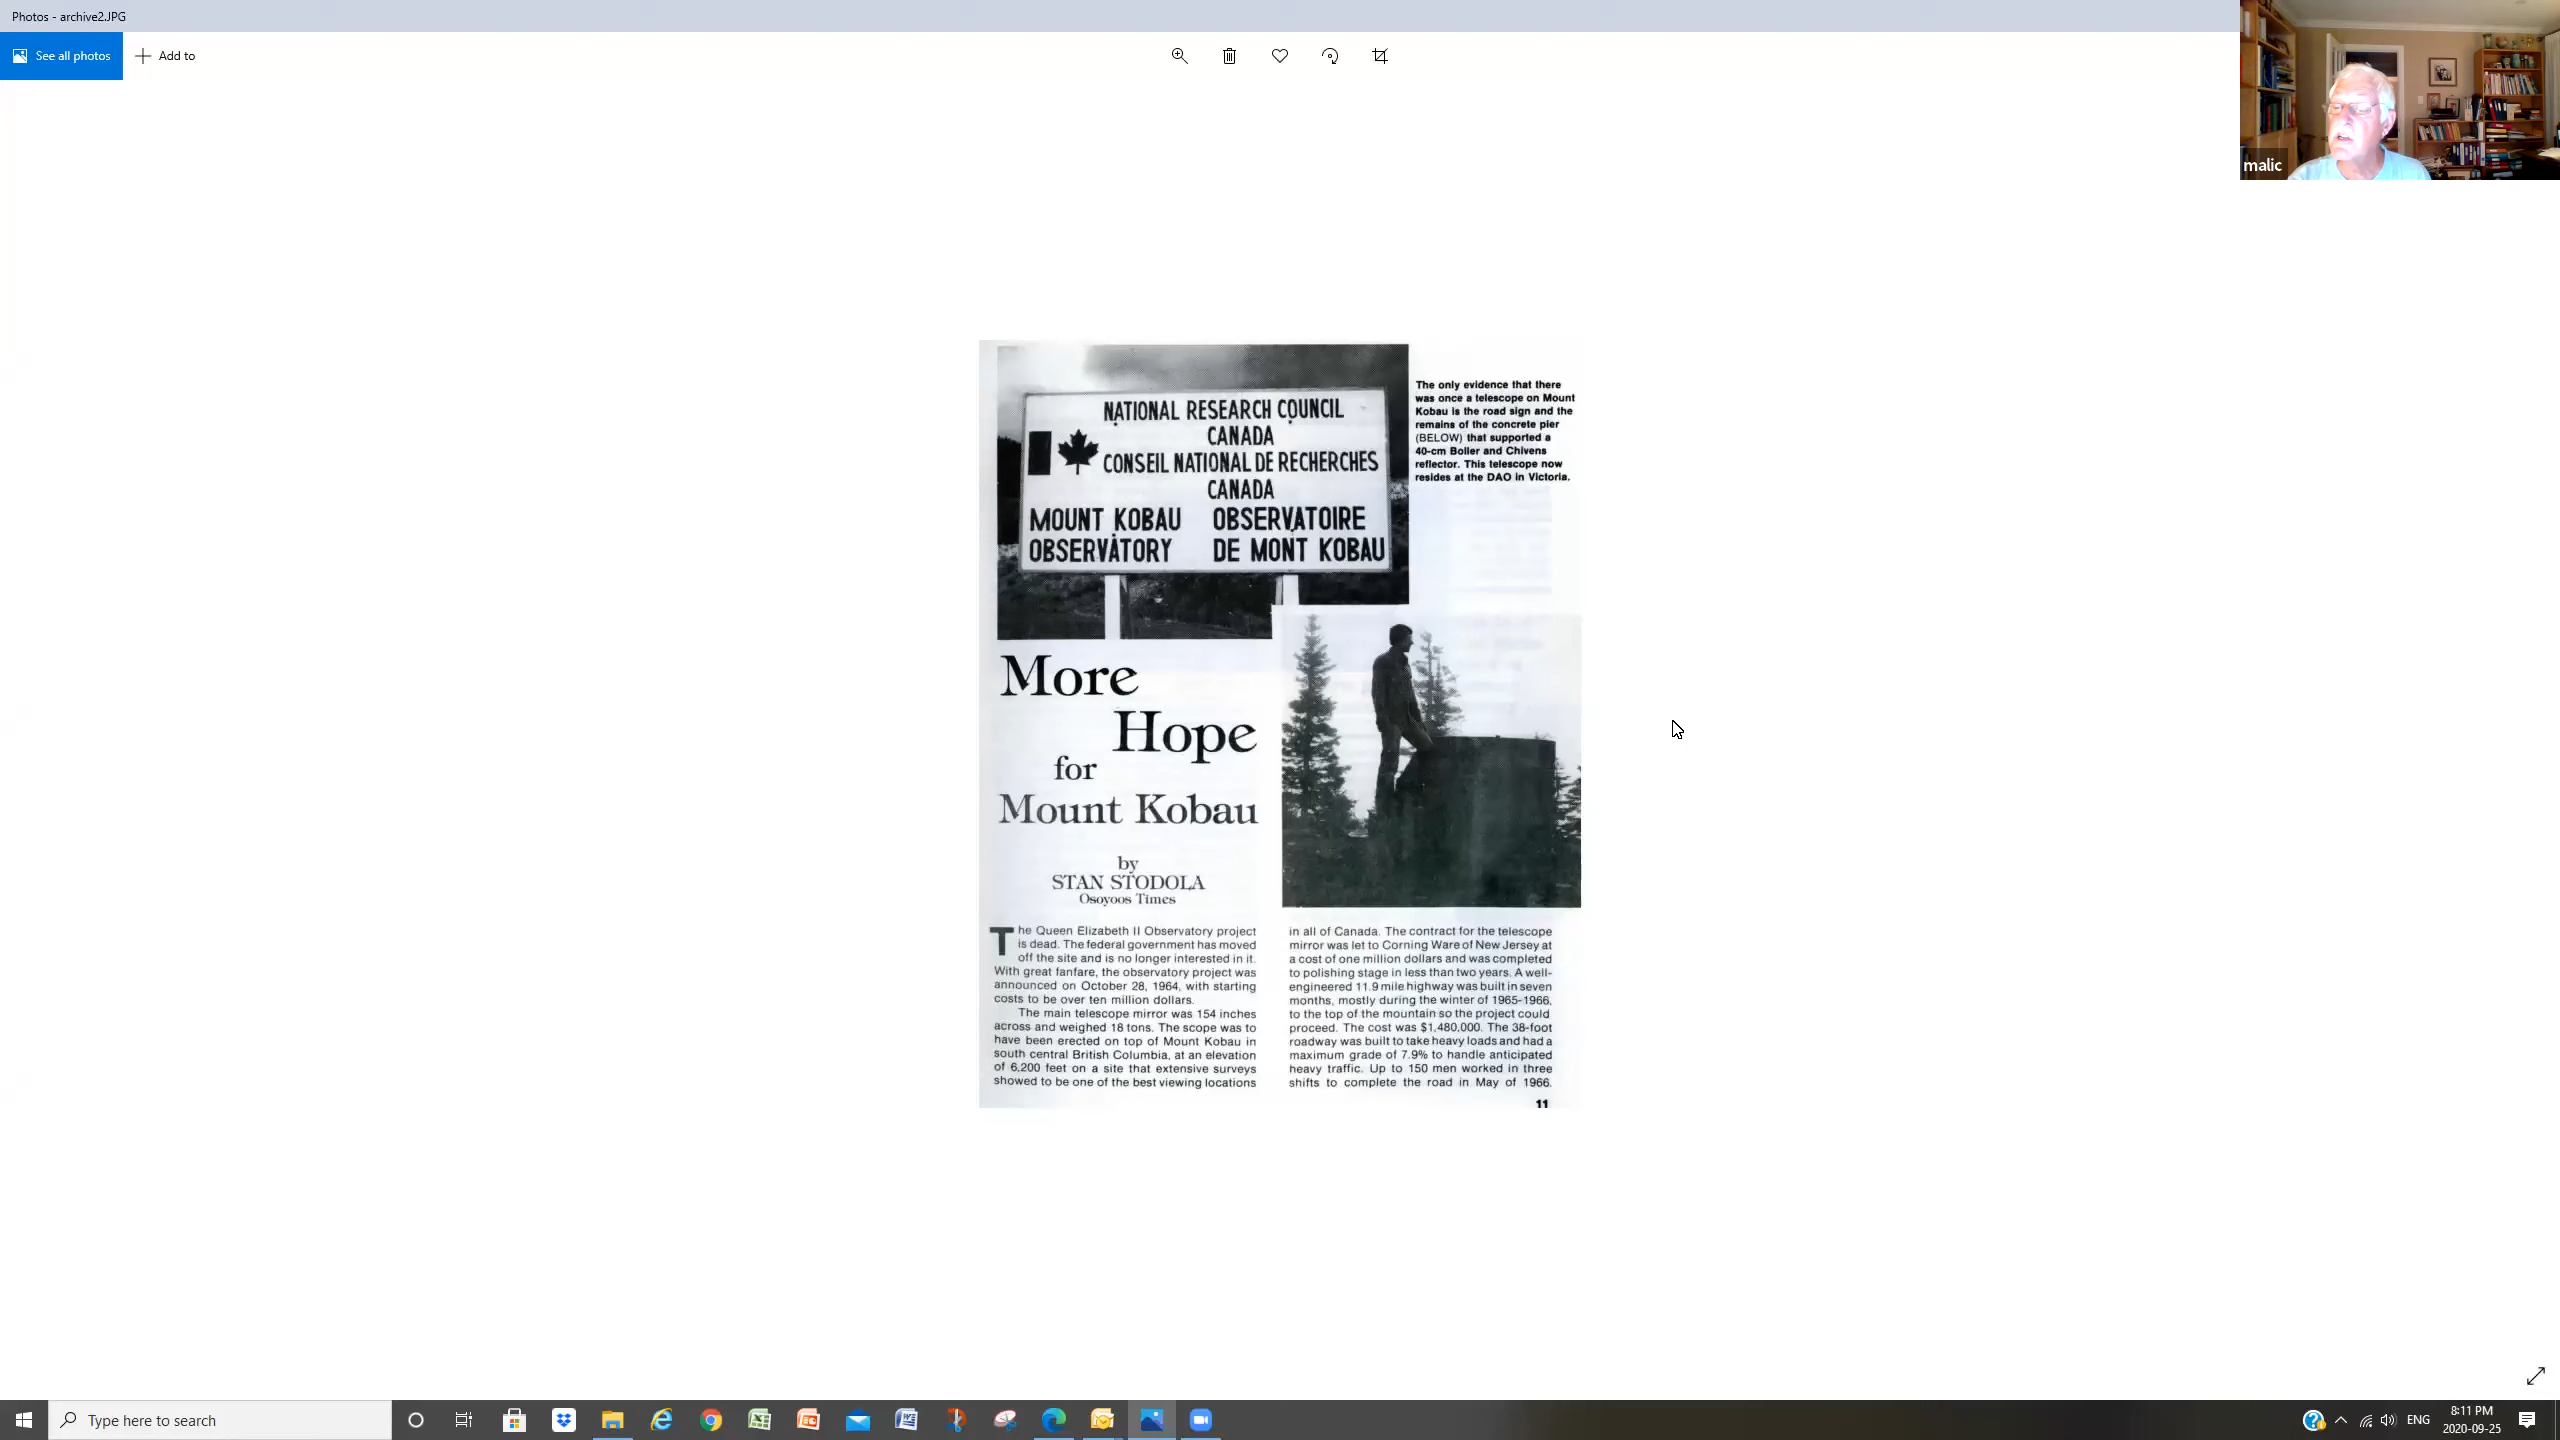 Photos - archive2.JPG
See all photos
Add to
malic
NATIONAL RESEARCH COUNCIL
CANADA
CONSEIL NATIONAL DE RECHERCHES
CANADA
MOUNT KOBAU OBSERVATOIRE
OBSERVATORY DE MONT KOBAU
The only evidence that there
was once a telescope on Mount
Kobau is the road sign and the
remains of the concrete pier
(BELOW) that supported a
40-cm Boller and Chivens
reflector. This telescope now
resides at the DAO in Victoria.
More
Hope
for
Mount Kobau
by
STAN STODOLA
Osoyoos Times
The Queen Elizabeth II Observatory project
is dead. The federal government has moved
off the site and is no longer interested in it.
With great fanfare, the observatory project was
announced on October 28, 1964, with starting
costs to be over ten million dollars.
The main telescope mirror was 154 inches
across and weighed 18 tons. The scope was to
have been erected on top of Mount Kobau in
south central British Columbia, at an elevation
of 6,200 feet on a site that extensive surveys
showed to be one of the best viewing locations
in all of Canada. The contract for the telescope
mirror was let to Corning Ware of New Jersey at
a cost of one million dollars and was completed
to polishing stage in less than two years. A well-
engineered 11.9 mile highway was built in seven
months, mostly during the winter of 1965-1966,
to the top of the mountain so the project could
proceed. The cost was $1,480,000. The 38-foot
roadway was built to take heavy loads and had a
maximum grade of 7.9% to handle anticipated
heavy traffic. Up to 150 men worked in three
shifts to complete the road in May of 1966.
11
Type here to search
ENG
8:11 PM
2020-09-25